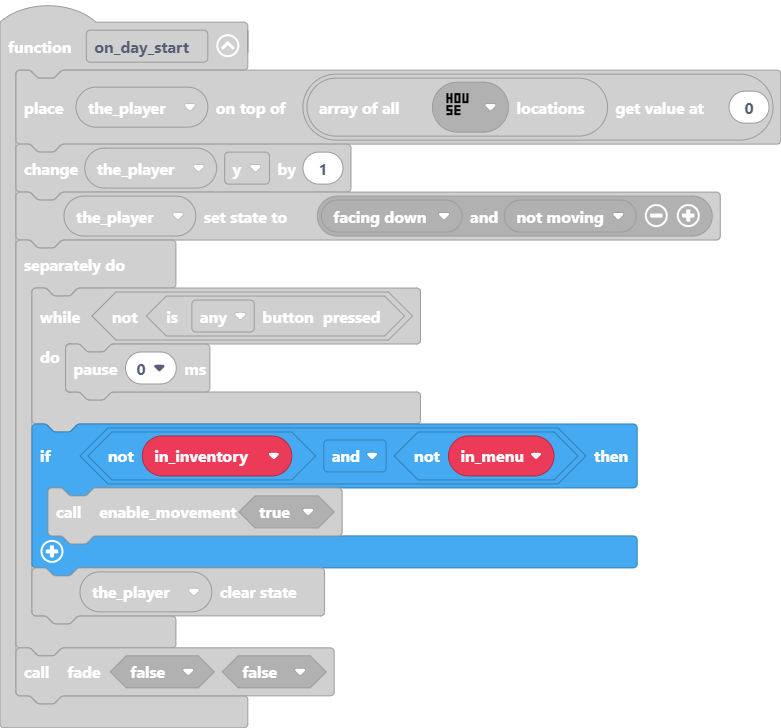 function on_day_start
place the_player on top of array of all HOUSE locations get value at 0
change the_player y by 1
the_player set state to facing down and not moving
separately do
while not is any button pressed
do pause 0 ms
if not in_inventory and not in_menu then
call enable_movement true
the_player clear state
call fade false false